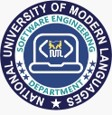 NATIONAL UNIVERSITY OF MODERN LANGUAGES
SOFTWARE ENGINEERING
DEPARTMENT